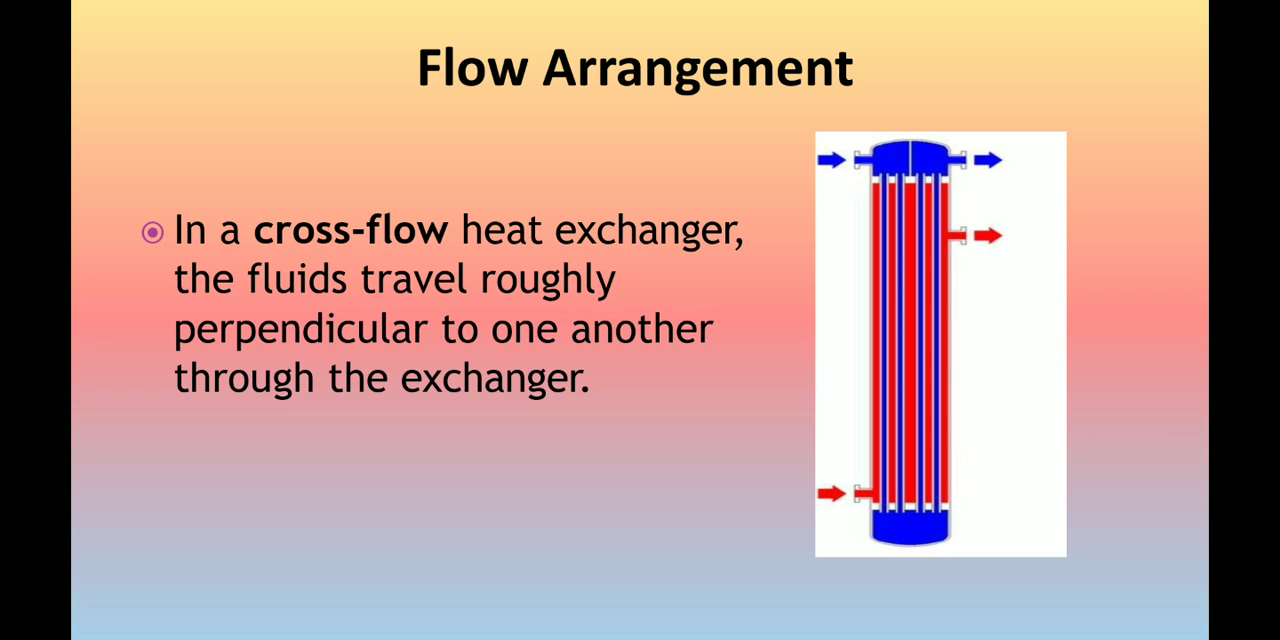 Flow Arrangement
In a cross-flow heat exchanger,
the fluids travel roughly
perpendicular to one another
through the exchanger.